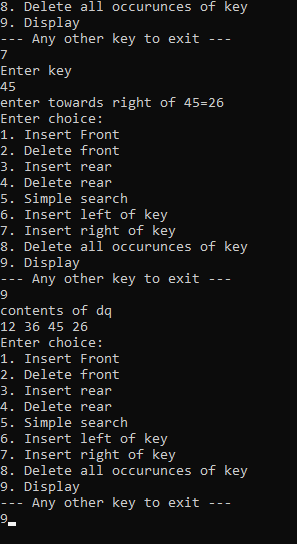 8. Delete all occurunces of key
9. Display
--- Any other key to exit ---
7
Enter key
45
enter towards right of 45=26
Enter choice:
1. Insert Front
2. Delete front
3. Insert rear
4. Delete rear
5. Simple search
6. Insert left of key
7. Insert right of key
8. Delete all occurunces of key
9. Display
--- Any other key to exit ---
9
contents of dq
12 36 45 26
Enter choice:
1. Insert Front
2. Delete front
3. Insert rear
4. Delete rear
5. Simple search
6. Insert left of key
7. Insert right of key
8. Delete all occurunces of key
9. Display
--- Any other key to exit ---
9